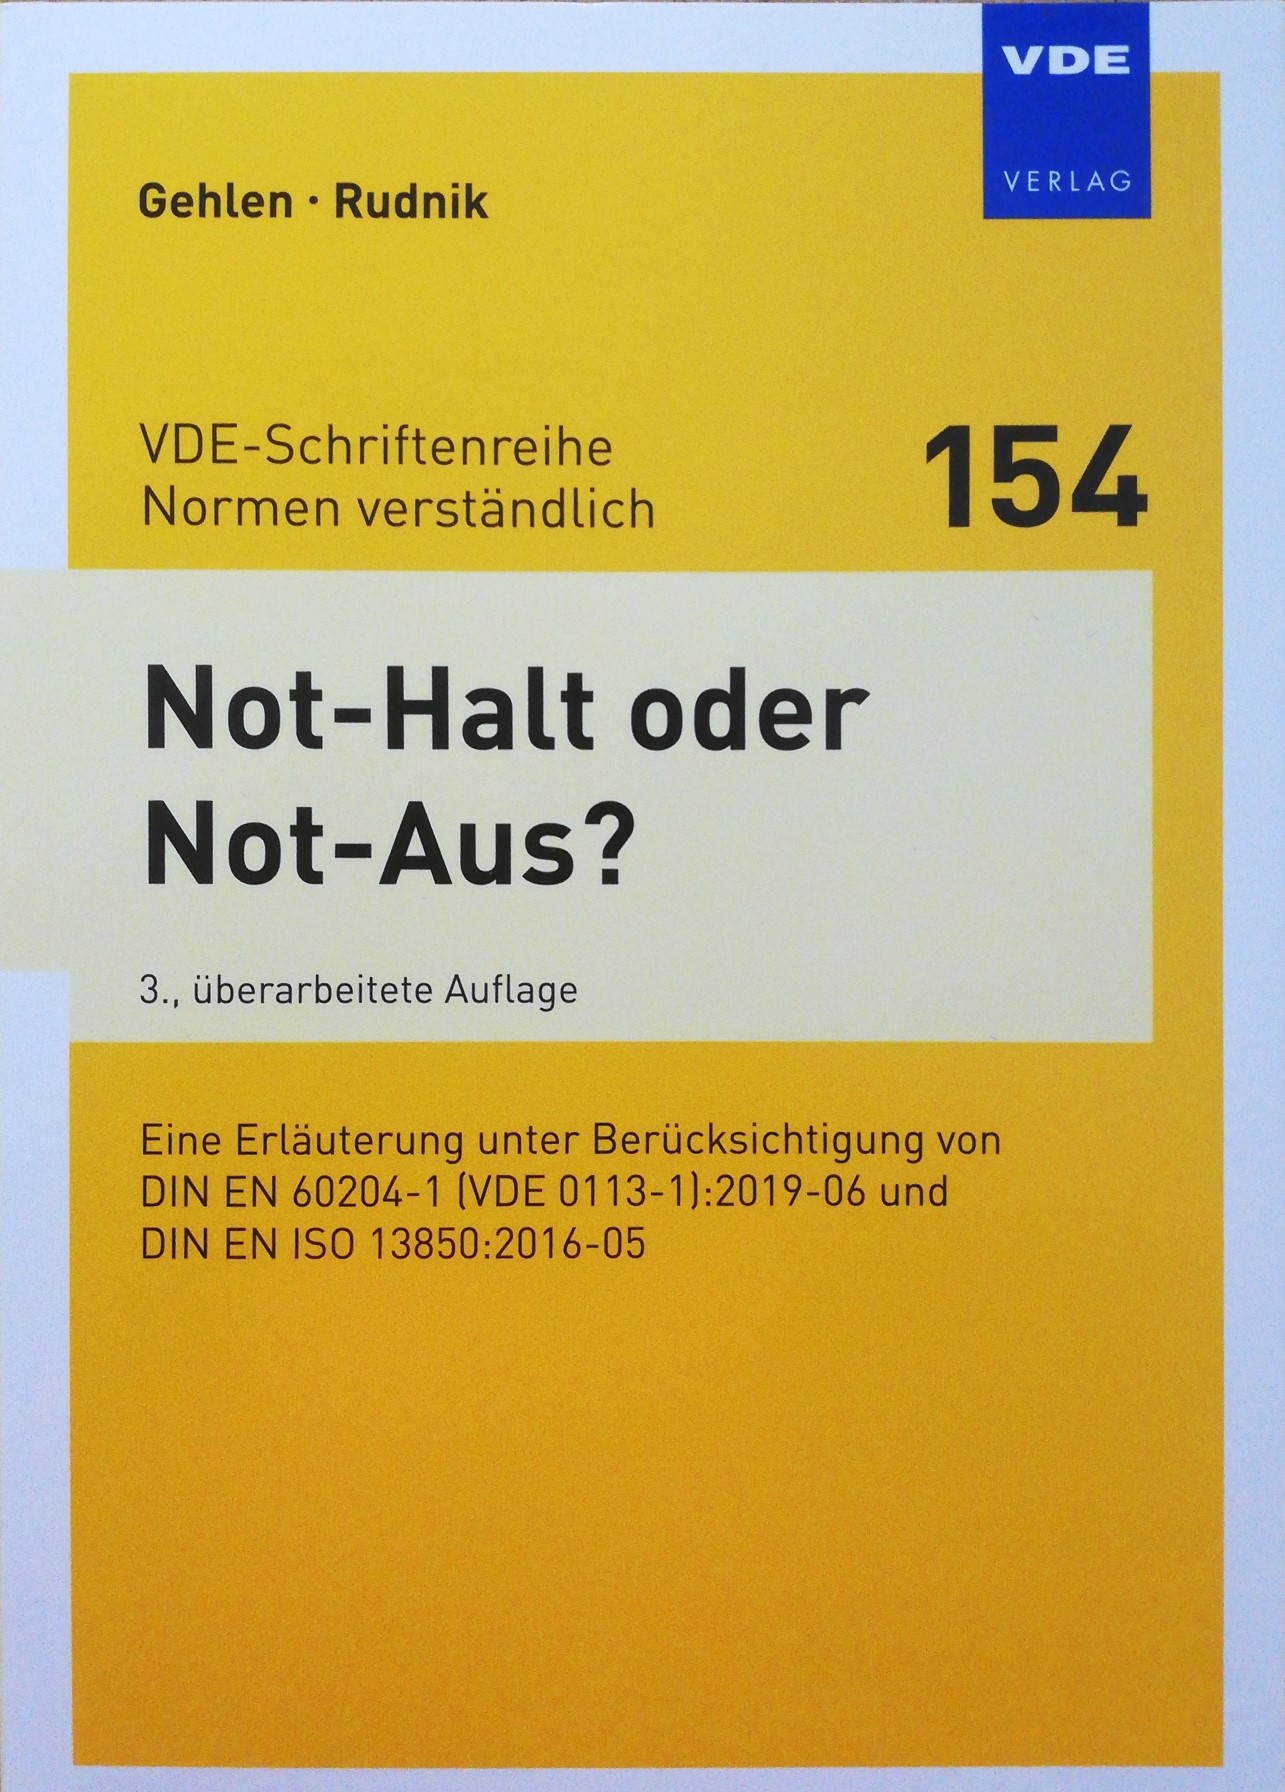 VDE
VERLAG
Gehlen · Rudnik
VDE-Schriftenreihe
Normen verständlich
154
Not-Halt oder
Not-Aus?
3., überarbeitete Auflage
Eine Erläuterung unter Berücksichtigung von
DIN EN 60204-1 (VDE 0113-1):2019-06 und
DIN EN ISO 13850:2016-05